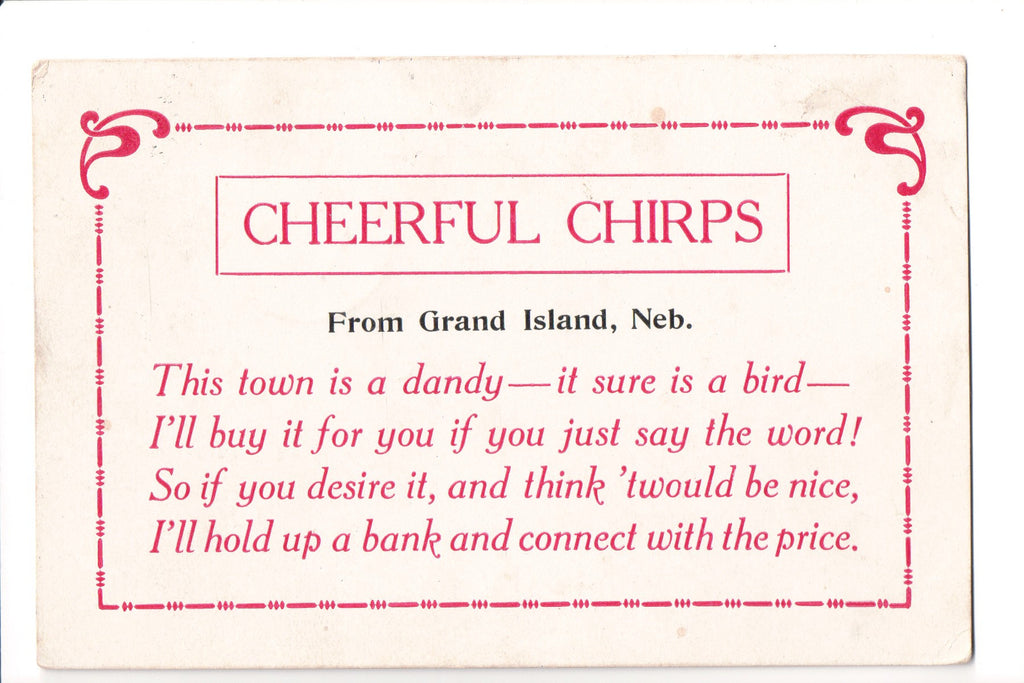 CHEERFUL CHIRPS
From Grand Island, Neb.
This town is a dandy—it sure is a bird—
I'll buy it for you if you just say the word!
So if you desire it, and think 'twould be nice,
I'll hold up a bank and connect with the price.